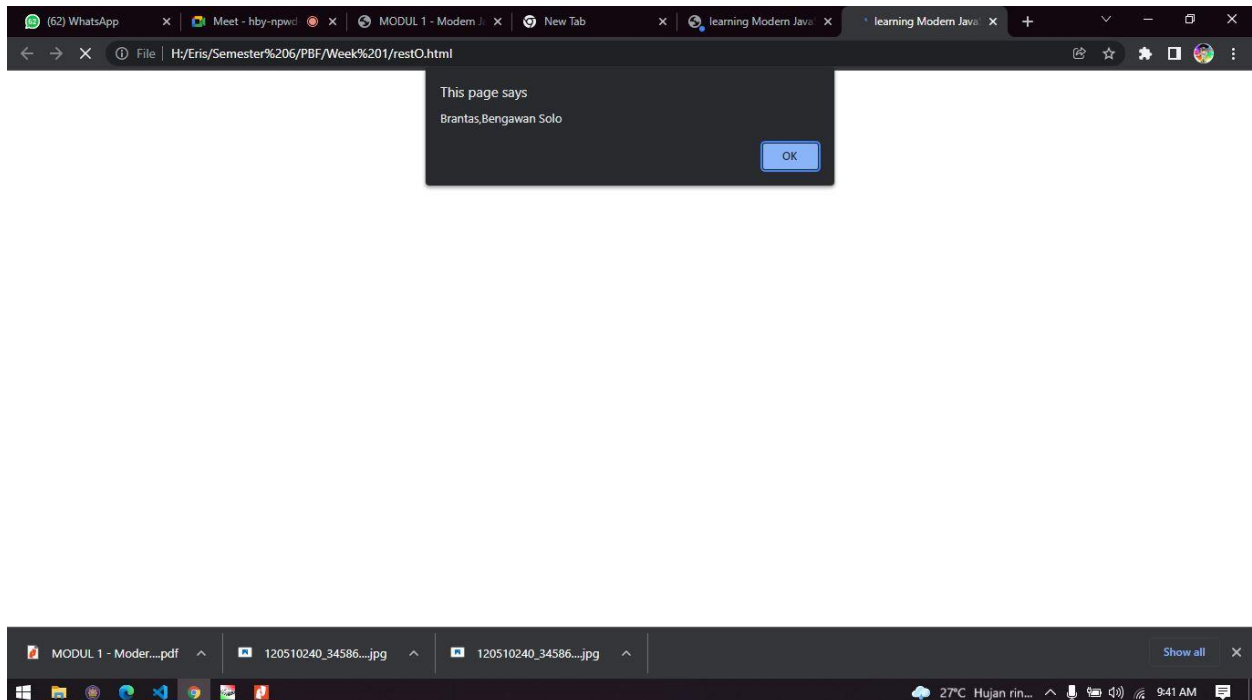 (62) WhatsApp
Meet - hby-npwd
MODUL 1 - Modern J
New Tab
learning Modern Java
learning Modern Java
File
H:/Eris/Semester%206/PBF/Week%201/restO.html
This page says
Brantas,Bengawan Solo
OK
MODUL 1 - Moder....pdf
120510240_34586....jpg
120510240_34586....jpg
Show all
27°C Hujan rin...
9:41 AM